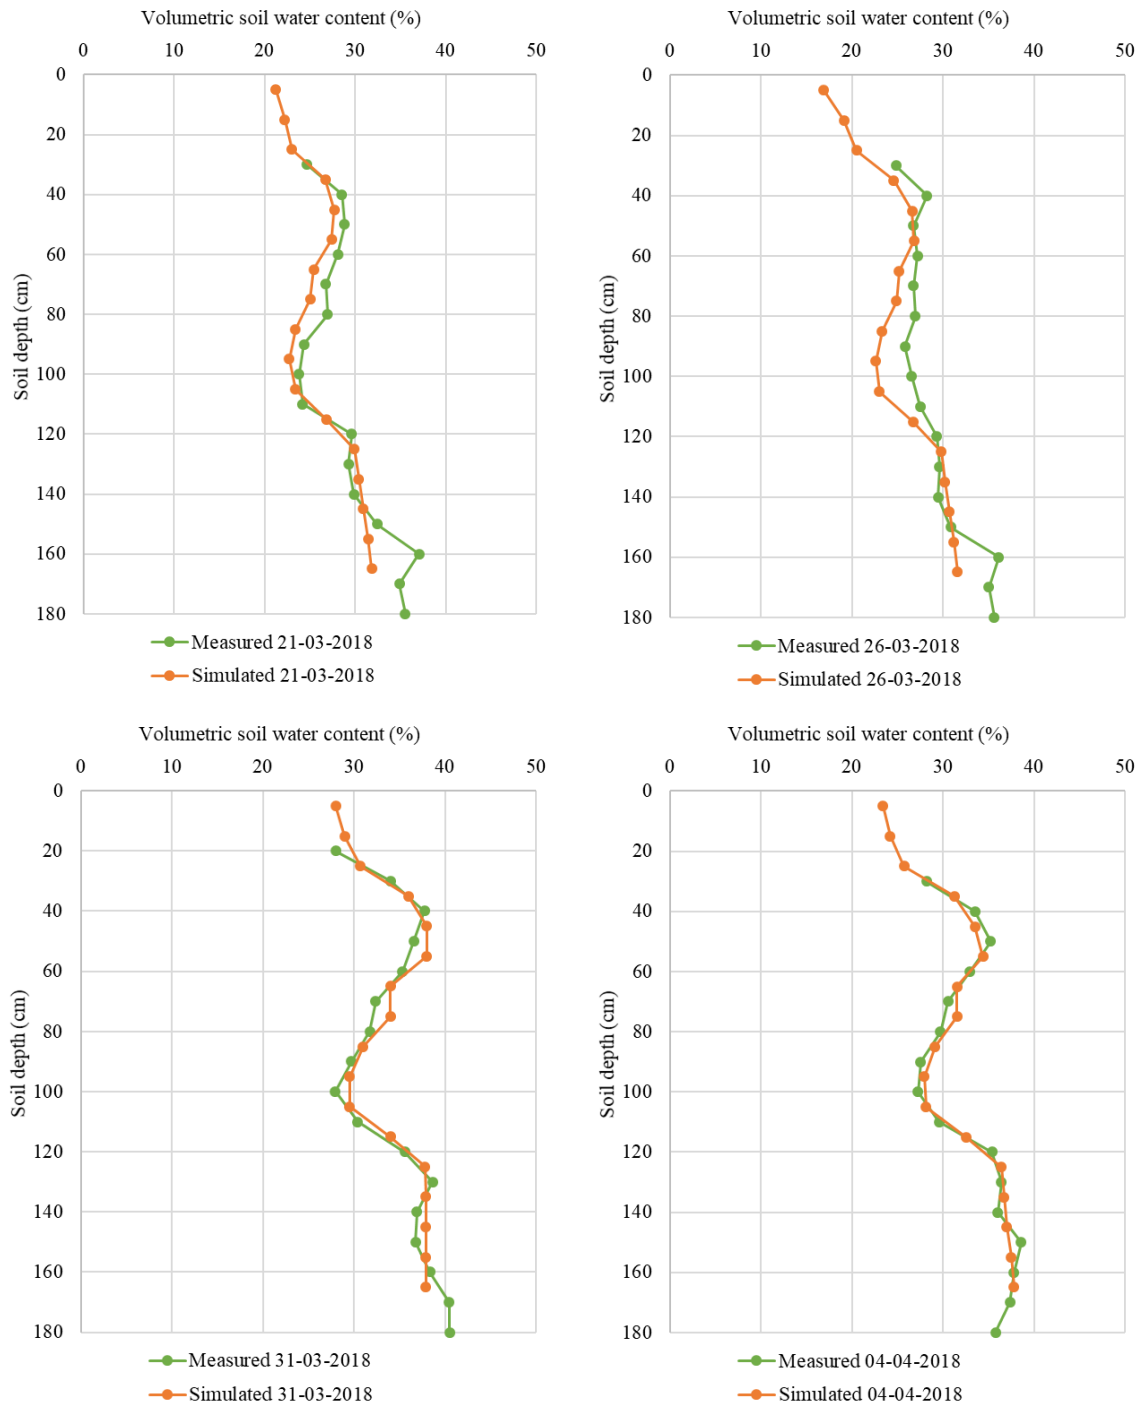 Volumetric soil water content (%)
0 10 20 30 40 50
0
20
40
60
80
100
120
140
160
180
Soil depth (cm)
Measured 21-03-2018
Simulated 21-03-2018
Volumetric soil water content (%)
0 10 20 30 40 50
0
20
40
60
80
100
120
140
160
180
Soil depth (cm)
Measured 26-03-2018
Simulated 26-03-2018
Volumetric soil water content (%)
0 10 20 30 40 50
0
20
40
60
80
100
120
140
160
180
Soil depth (cm)
Measured 31-03-2018
Simulated 31-03-2018
Volumetric soil water content (%)
0 10 20 30 40 50
0
20
40
60
80
100
120
140
160
180
Soil depth (cm)
Measured 04-04-2018
Simulated 04-04-2018